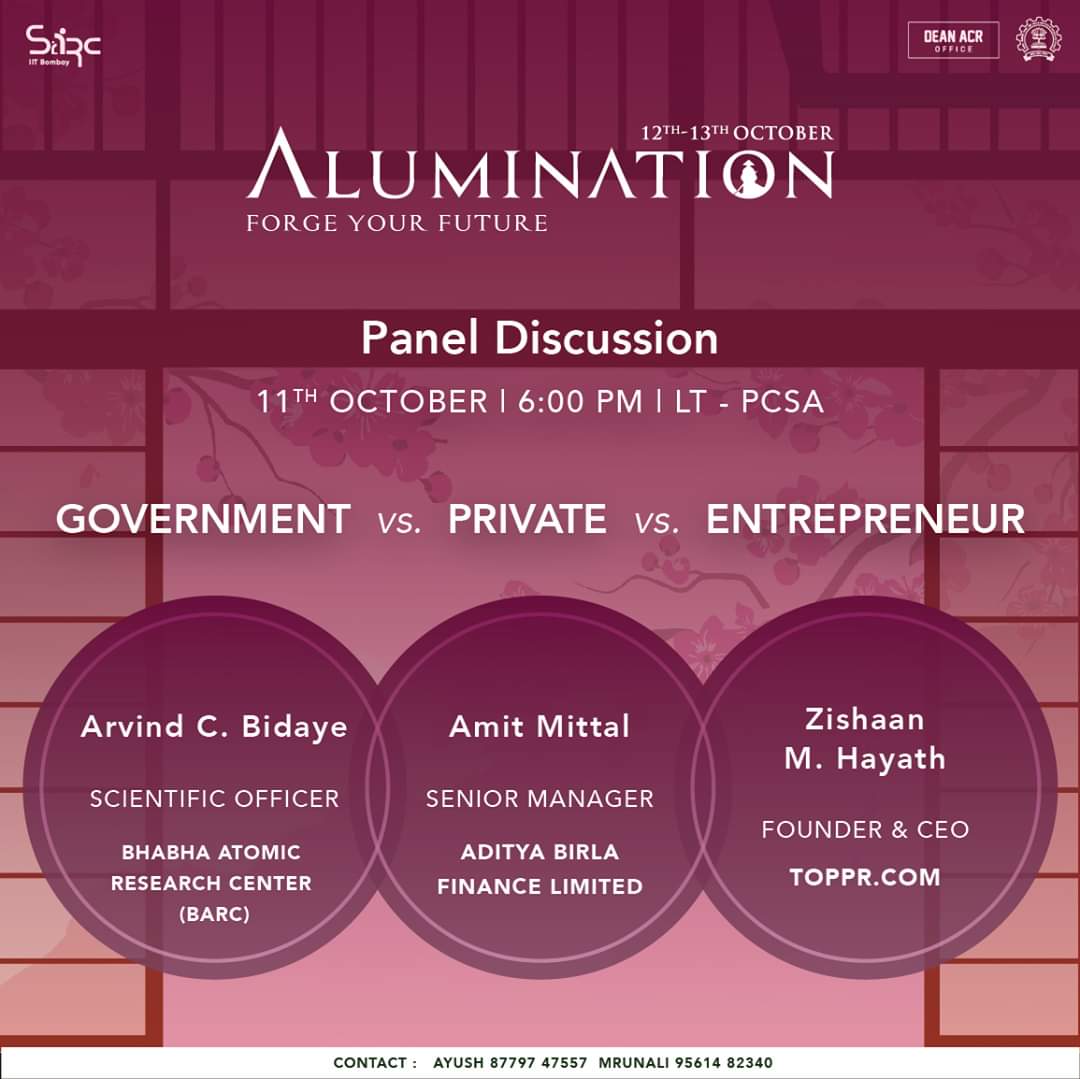 SARC
IIT Bombay
DEAN ACR
OFFICE
12TH-13TH OCTOBER
ALUMINATION
FORGE YOUR FUTURE
Panel Discussion
11TH OCTOBER | 6:00 PM | LT - PCSA
GOVERNMENT vs. PRIVATE vs. ENTREPRENEUR
Arvind C. Bidaye
SCIENTIFIC OFFICER
BHABHA ATOMIC
RESEARCH CENTER
(BARC)
Amit Mittal
SENIOR MANAGER
ADITYA BIRLA
FINANCE LIMITED
Zishaan
M. Hayath
FOUNDER & CEO
TOPPR.COM
CONTACT : AYUSH 87797 47557 MRUNALI 95614 82340